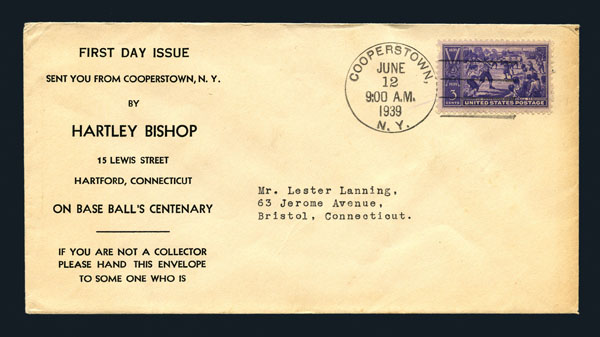 FIRST DAY ISSUE
SENT YOU FROM COOPERSTOWN, N. Y.
BY
HARTLEY BISHOP
15 LEWIS STREET
HARTFORD, CONNECTICUT
ON BASE BALL'S CENTENARY
IF YOU ARE NOT A COLLECTOR
PLEASE HAND THIS ENVELOPE
TO SOME ONE WHO IS
COOPERSTOWN,
JUNE
12
9:00 A.M.
1939
N. Y.
3
CENTS
UNITED STATES POSTAGE
Mr. Lester Lanning,
63 Jerome Avenue,
Bristol, Connecticut.